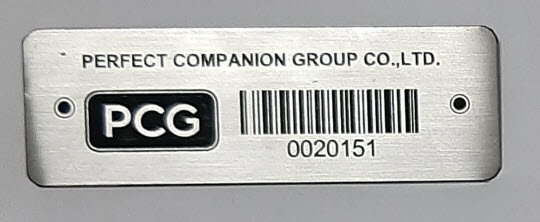 PERFECT COMPANION GROUP CO.,LTD.
PCG
0020151